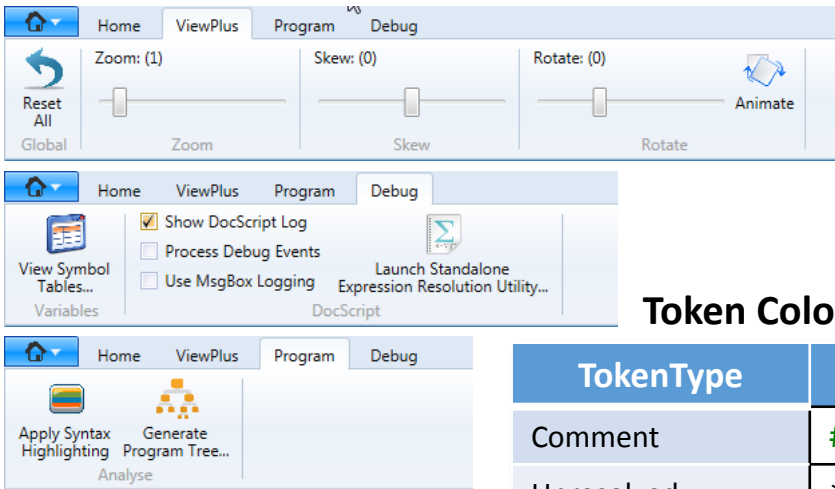 Home ViewPlus Program Debug
Zoom: (1) Skew: (0) Rotate: (0)
Reset
All
Animate
Global Zoom Skew Rotate
Home ViewPlus Program Debug
View Symbol
Tables...
Show DocScript Log
Process Debug Events
Use MsgBox Logging
Launch Standalone
Expression Resolution Utility...
Variables DocScript
Token Colo
Home ViewPlus Program Debug
Apply Syntax
Highlighting
Generate
Program Tree...
Analyse
TokenType
Comment #